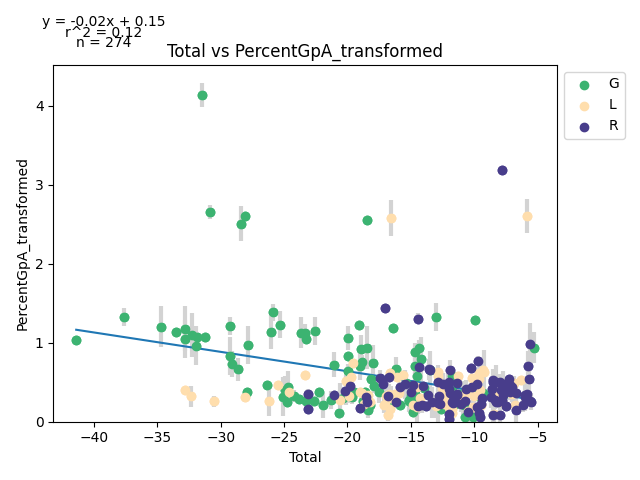 y = -0.02x + 0.15
r^2 = 0.12
n = 274
Total vs PercentGpA_transformed
G
L
R
PercentGpA_transformed
4
3
2
1
0
−40 −35 −30 −25 −20 −15 −10 −5
Total